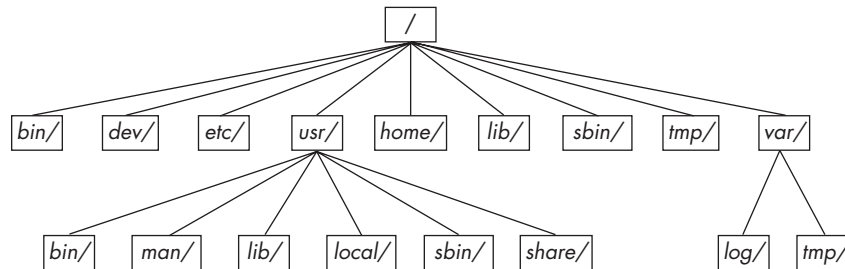 /
bin/ dev/ etc/ usr/ home/ lib/ sbin/ tmp/ var/
bin/ man/ lib/ local/ sbin/ share/ log/ tmp/